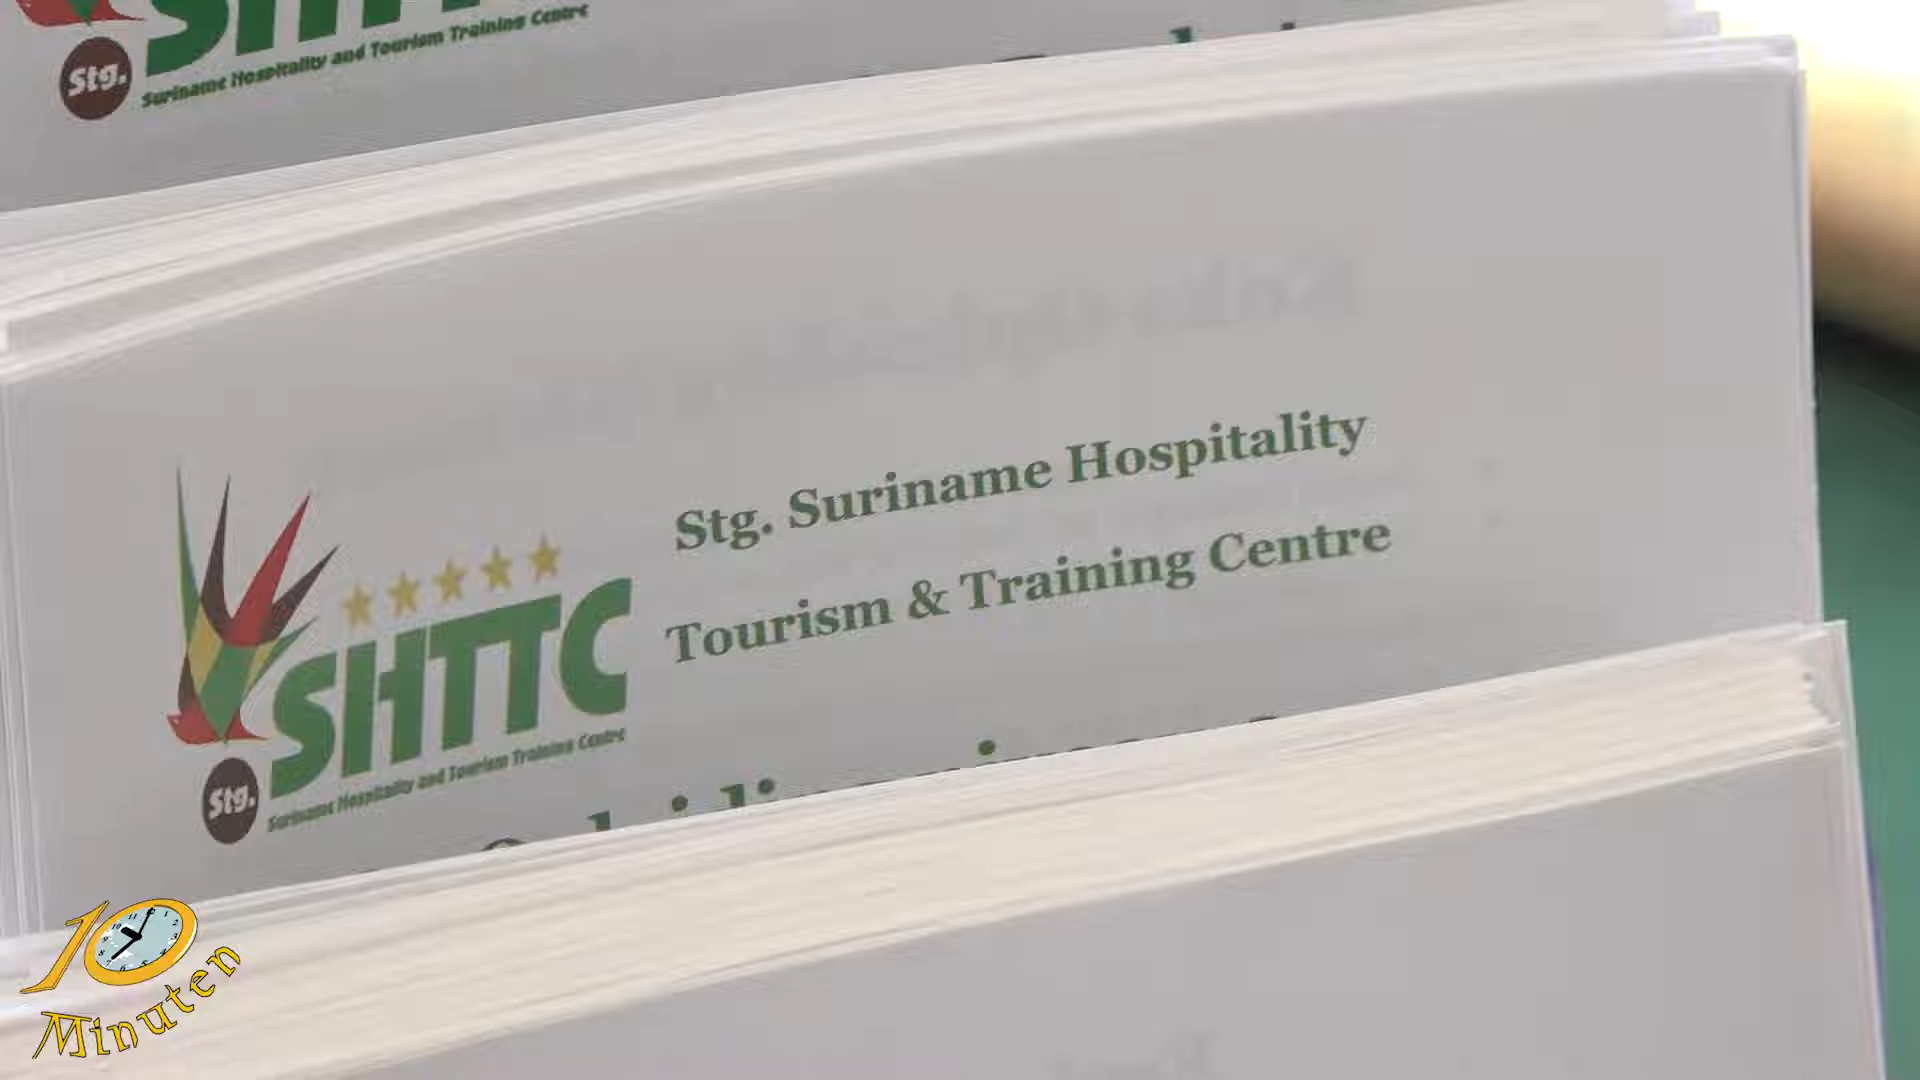 Stg.
Suriname Hospitality and Tourism Training Centre
Stg. Suriname Hospitality
Tourism & Training Centre
SHTTC
Stg.
Suriname Hospitality and Tourism Training Centre
10
Minuten